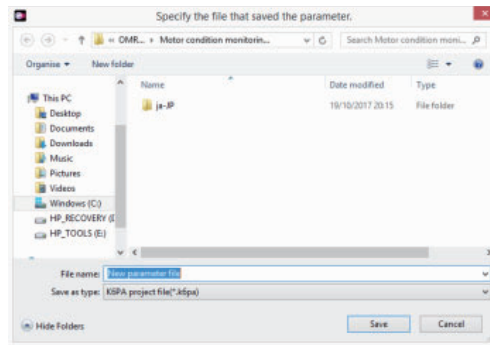 Specify the file that saved the parameter.
« OMR... ▸ Motor condition monitorin...
Search Motor condition moni...
Organise New folder
Name Date modified Type
This PC
Desktop
Documents
Downloads
Music
Pictures
Videos
Windows (C:)
HP_RECOVERY (D
HP_TOOLS (E:)
ja-JP 19/10/2017 20:15 File folder
File name: New parameter file
Save as type: K6PA project file(*.k6pa)
Hide Folders Save Cancel